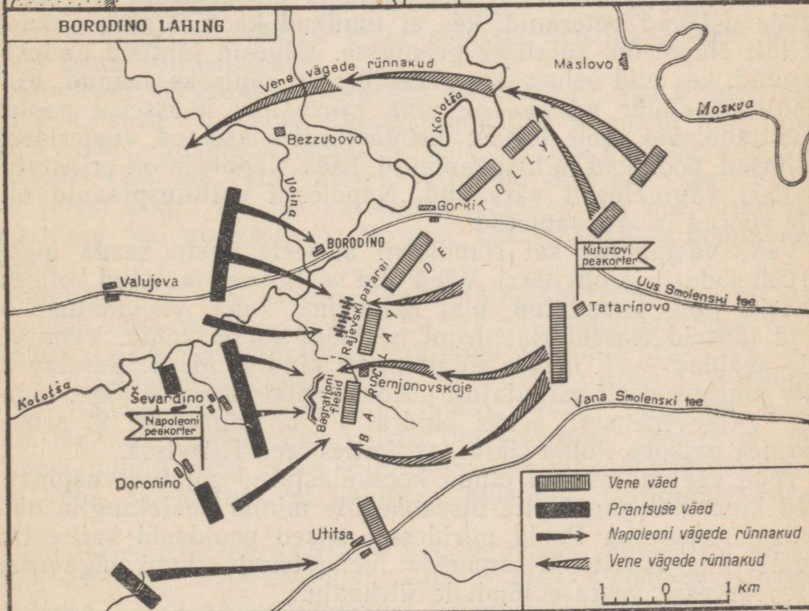 BORODINO LAHING
Vene vägede rünnakud
Maslovo
Moskva
Kolotša
Bezzubovo
Voina
BARCLAY DE TOLLY
Gorki
BORODINO
Kutuzovi
peakorter
Valujeva
Uus Smolenski tee
Rajevski patarei
Tatarinovo
Semjonovskoje
Kolotša
Ševardino
Bagrationi
flešid
Vana Smolenski tee
Napoleoni
peakorter
Doronino
Utitsa
Vene väed
Prantsuse väed
Napoleoni vägede rünnakud
Vene vägede rünnakud
1 0 1 км